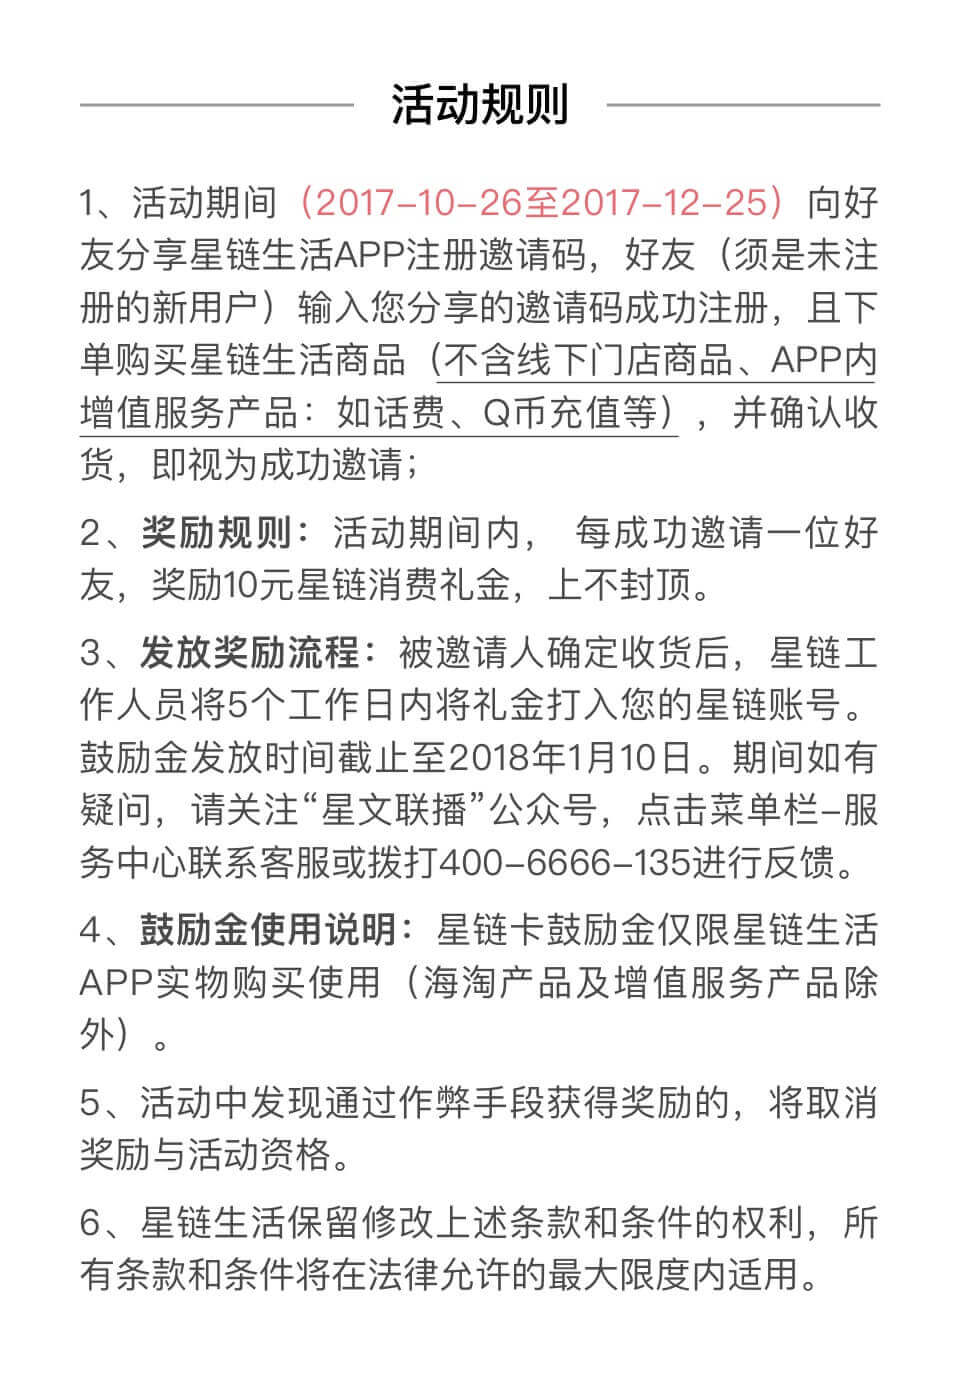 活动规则
1、活动期间（2017-10-26至2017-12-25）向好
友分享星链生活APP注册邀请码，好友（须是未注
册的新用户）输入您分享的邀请码成功注册，且下
单购买星链生活商品（不含线下门店商品、APP内
增值服务产品：如话费、Q币充值等），并确认收
货，即视为成功邀请；
2、奖励规则：活动期间内， 每成功邀请一位好
友，奖励10元星链消费礼金，上不封顶。
3、发放奖励流程：被邀请人确定收货后，星链工
作人员将5个工作日内将礼金打入您的星链账号。
鼓励金发放时间截止至2018年1月10日。期间如有
疑问，请关注“星文联播”公众号，点击菜单栏-服
务中心联系客服或拨打400-6666-135进行反馈。
4、鼓励金使用说明：星链卡鼓励金仅限星链生活
APP实物购买使用（海淘产品及增值服务产品除
外）。
5、活动中发现通过作弊手段获得奖励的，将取消
奖励与活动资格。
6、星链生活保留修改上述条款和条件的权利，所
有条款和条件将在法律允许的最大限度内适用。